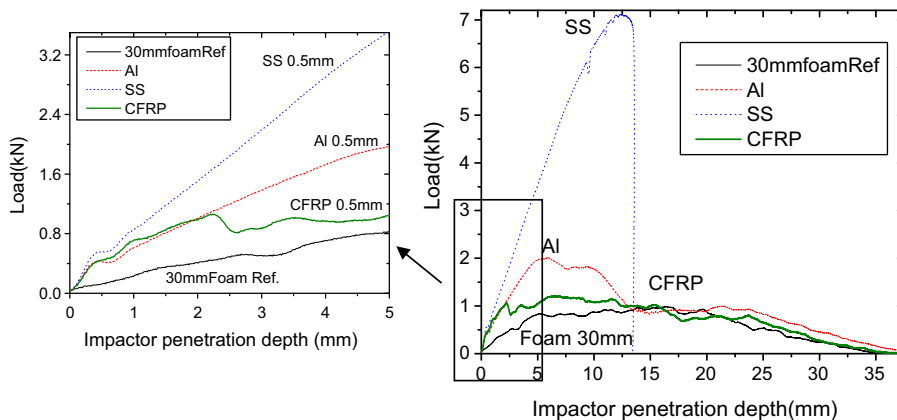 3.2
2.4
1.6
0.8
0.0
Load(kN)
30mmfoamRef
Al
SS
CFRP
SS 0.5mm
Al 0.5mm
CFRP 0.5mm
30mmFoam Ref.
0 1 2 3 4 5
Impactor penetration depth (mm)
7
6
5
4
3
2
1
0
Load(kN)
SS
30mmfoamRef
Al
SS
CFRP
Al
CFRP
Foam 30mm
0 5 10 15 20 25 30 35
Impactor penetration depth(mm)